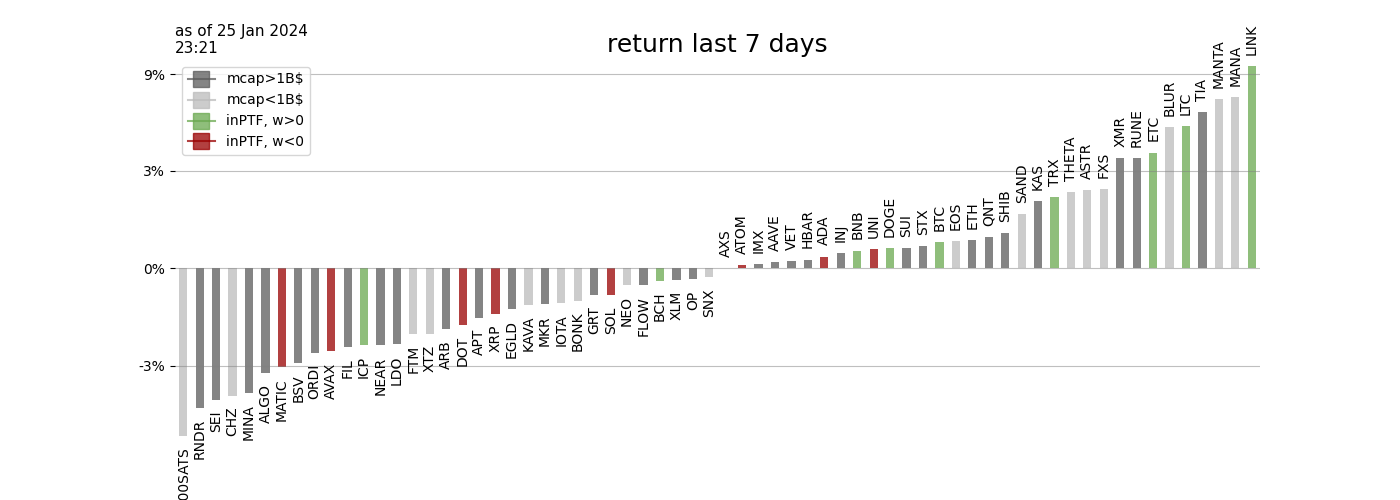 as of 25 Jan 2024
23:21
return last 7 days
mcap>1B$
mcap<1B$
inPTF, w>0
inPTF, w<0
9%
3%
0%
-3%
00SATS
RNDR
SEI
CHZ
MINA
ALGO
MATIC
BSV
ORDI
AVAX
FIL
ICP
NEAR
LDO
FTM
XTZ
ARB
DOT
APT
XRP
EGLD
KAVA
MKR
IOTA
BONK
GRT
SOL
NEO
FLOW
BCH
XLM
OP
SNX
AXS
ATOM
IMX
AAVE
VET
HBAR
ADA
INJ
BNB
UNI
DOGE
SUI
STX
BTC
EOS
ETH
QNT
SHIB
SAND
KAS
TRX
THETA
ASTR
FXS
XMR
RUNE
ETC
BLUR
LTC
TIA
MANTA
MANA
LINK